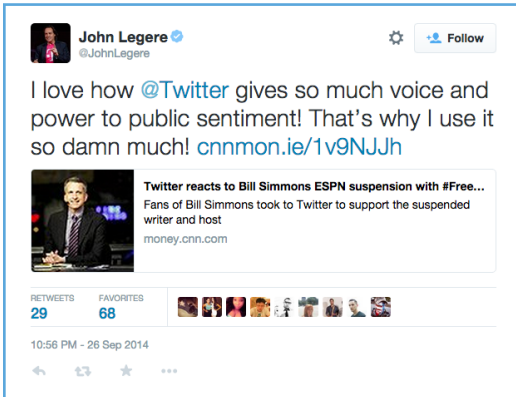 John Legere
@JohnLegere
Follow
I love how @Twitter gives so much voice and
power to public sentiment! That's why I use it
so damn much! cnnmon.ie/1v9NJJh
Twitter reacts to Bill Simmons ESPN suspension with #Free...
Fans of Bill Simmons took to Twitter to support the suspended
writer and host
money.cnn.com
RETWEETS FAVORITES
29 68
10:56 PM - 26 Sep 2014